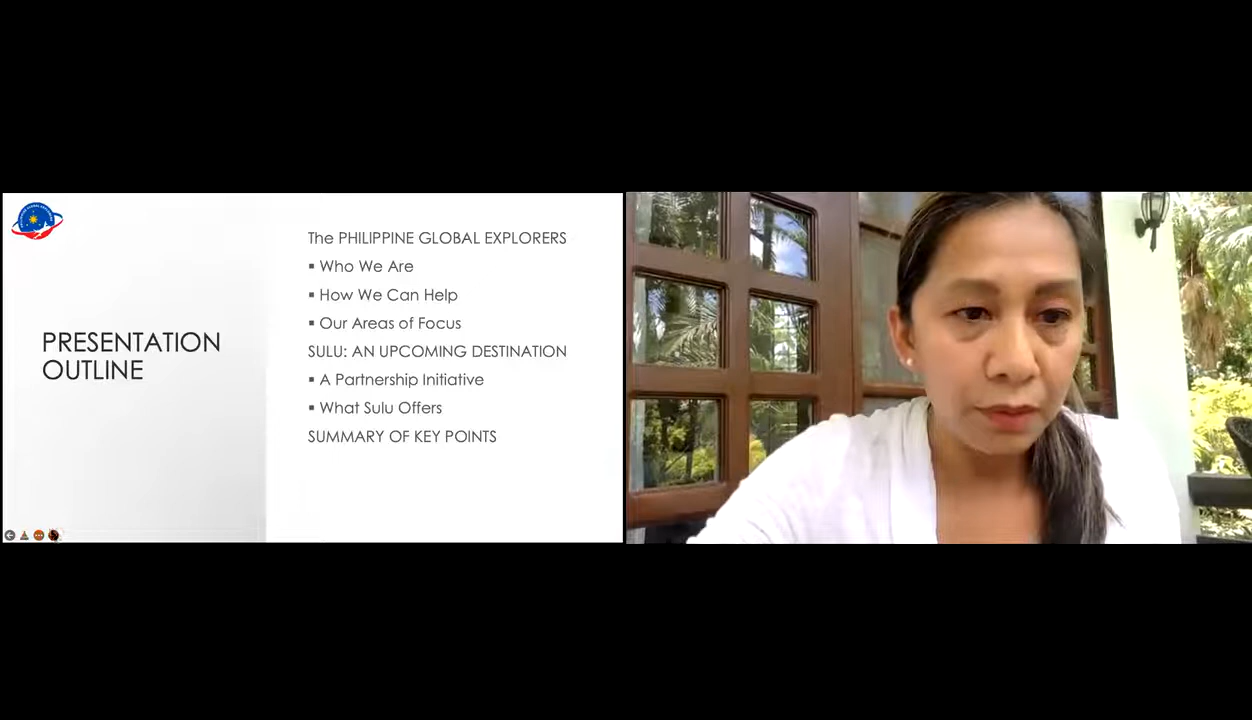 PRESENTATION
OUTLINE
The PHILIPPINE GLOBAL EXPLORERS
▪ Who We Are
▪ How We Can Help
▪ Our Areas of Focus
SULU: AN UPCOMING DESTINATION
▪ A Partnership Initiative
▪ What Sulu Offers
SUMMARY OF KEY POINTS